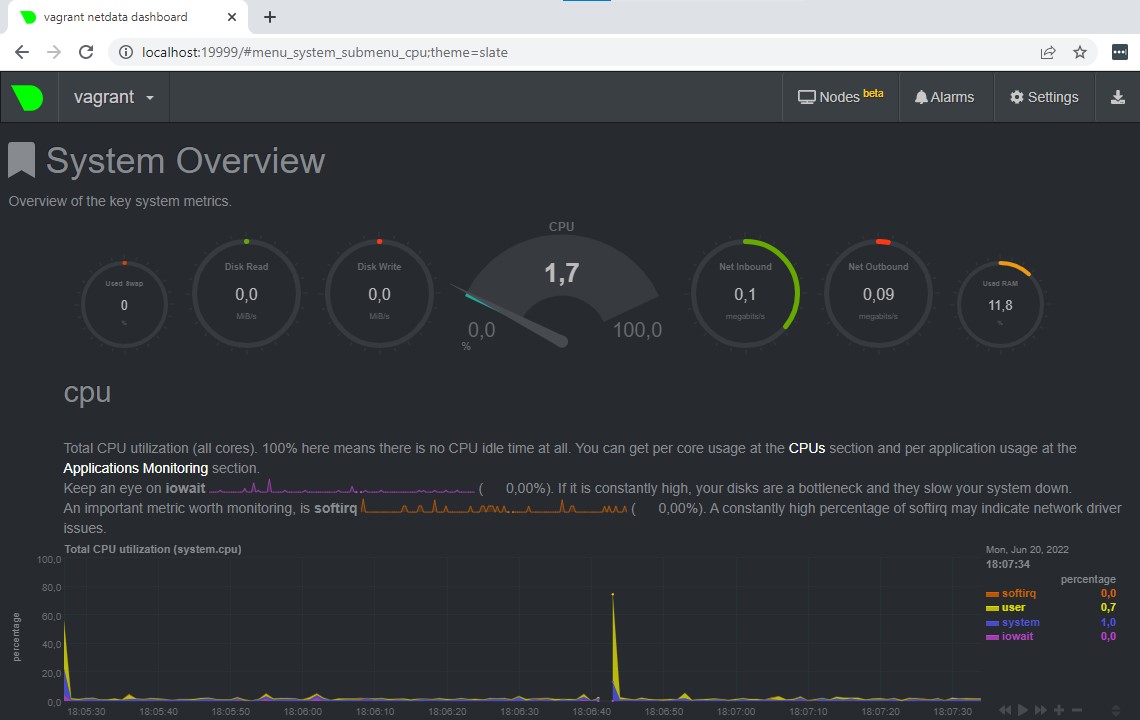 vagrant netdata dashboard
localhost:19999/#menu_system_submenu_cpu;theme=slate
vagrant
Nodes beta
Alarms
Settings
System Overview
Overview of the key system metrics.
CPU
Used Swap
0
%
Disk Read
0,0
MiB/s
Disk Write
0,0
MiB/s
1,7
0,0
100,0
%
Net Inbound
0,1
megabits/s
Net Outbound
0,09
megabits/s
Used RAM
11,8
%
cpu
Total CPU utilization (all cores). 100% here means there is no CPU idle time at all. You can get per core usage at the CPUs section and per application usage at the
Applications Monitoring section.
Keep an eye on iowait ( 0,00%). If it is constantly high, your disks are a bottleneck and they slow your system down.
An important metric worth monitoring, is softirq ( 0,00%). A constantly high percentage of softirq may indicate network driver
issues.
Total CPU utilization (system.cpu)
Mon, Jun 20, 2022
18:07:34
percentage
softirq 0,0
user 0,7
system 1,0
iowait 0,0
percentage
100,0
80,0
60,0
40,0
20,0
0,0
18:05:30 18:05:40 18:05:50 18:06:00 18:06:10 18:06:20 18:06:30 18:06:40 18:06:50 18:07:00 18:07:10 18:07:20 18:07:30